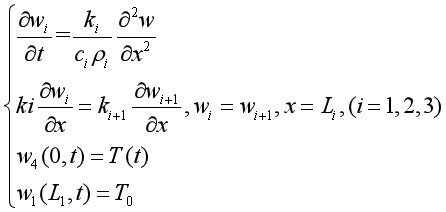 ∂w_i/∂t = k_i/(c_i ρ_i) ∂²w/∂x²
ki ∂w_i/∂x = k_{i+1} ∂w_{i+1}/∂x , w_i = w_{i+1}, x = L_i, (i = 1,2,3)
w_4(0,t) = T(t)
w_1(L_1,t) = T_0